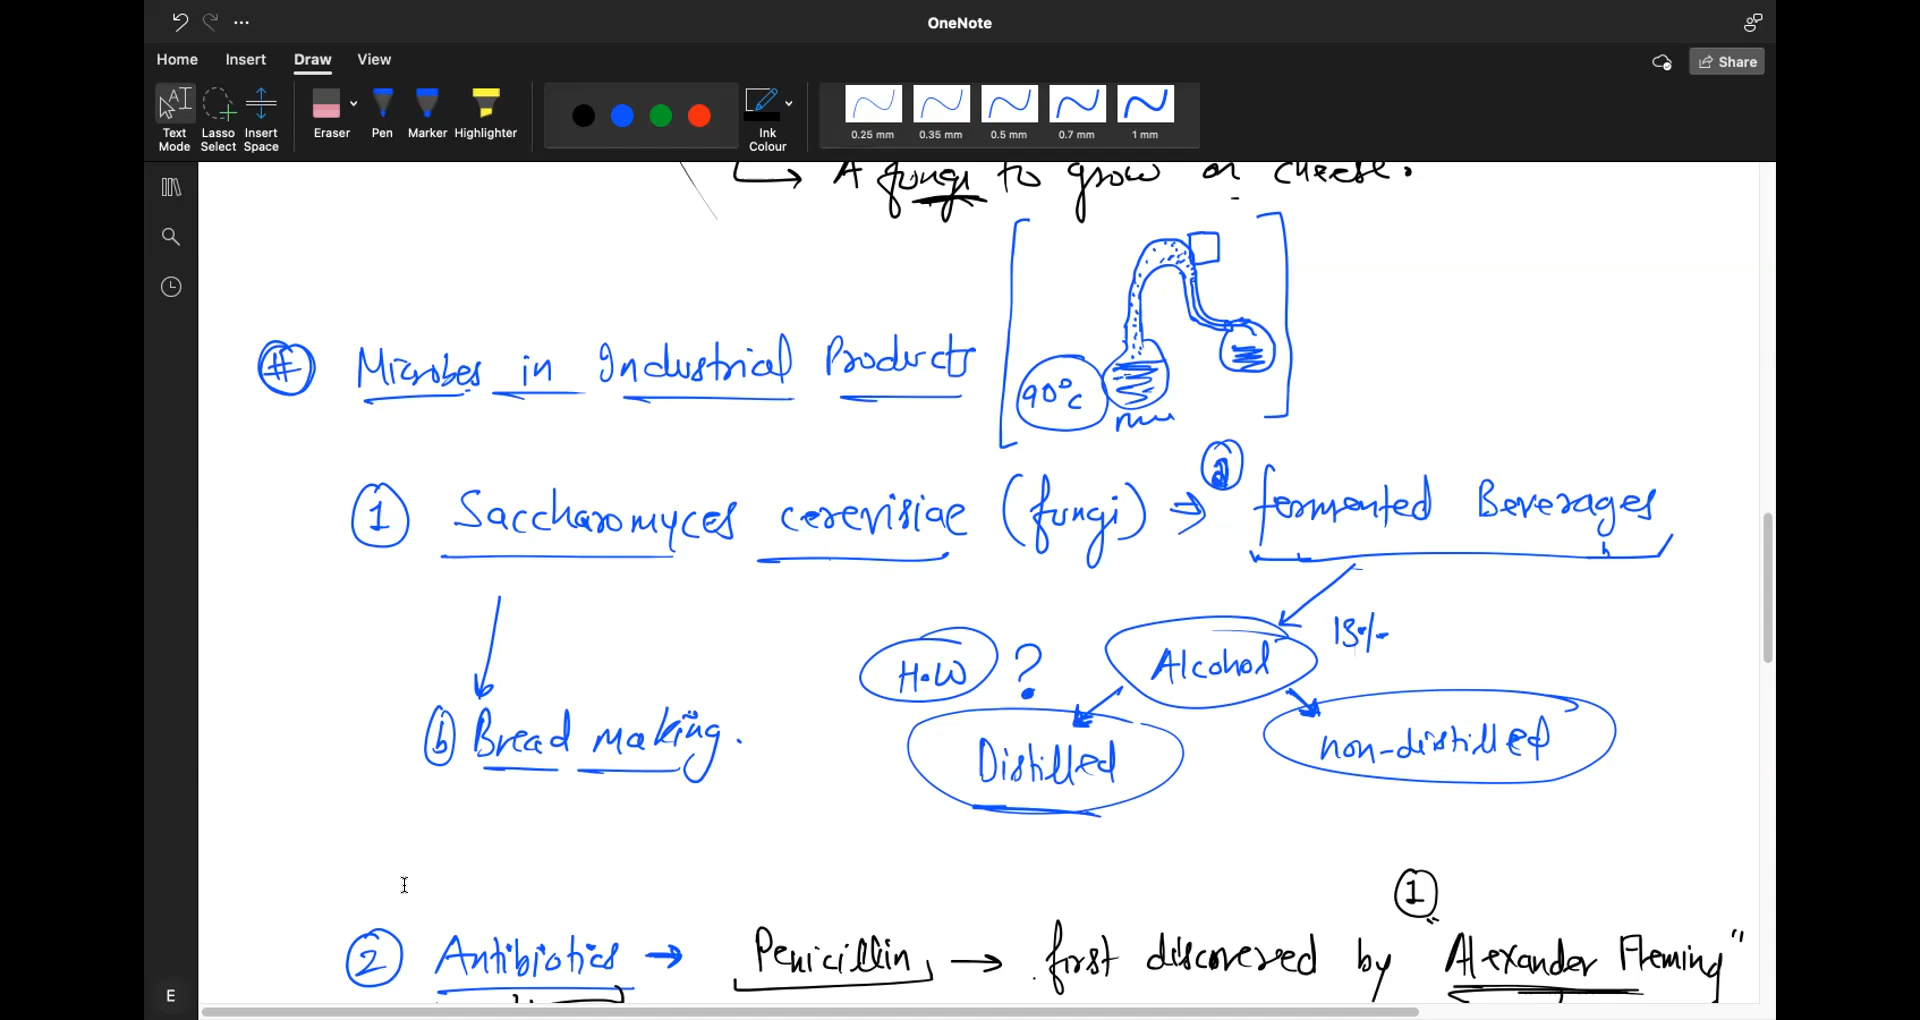 OneNote
Home Insert Draw View
Share
Text Mode
Lasso Select
Insert Space
Eraser
Pen
Marker
Highlighter
Ink Colour
0.25 mm
0.35 mm
0.5 mm
0.7 mm
1 mm
A fungi to grow on cheese.
# Microbes in Industrial Products
90°C
① Saccharomyces cerevisiae (fungi) → ⓐ fermented Beverages
H.W ? Alcohol 13%
ⓑ Bread making.
Distilled non-distilled
①
② Antibiotics → Penicillin → first discovered by Alexander Fleming"
E